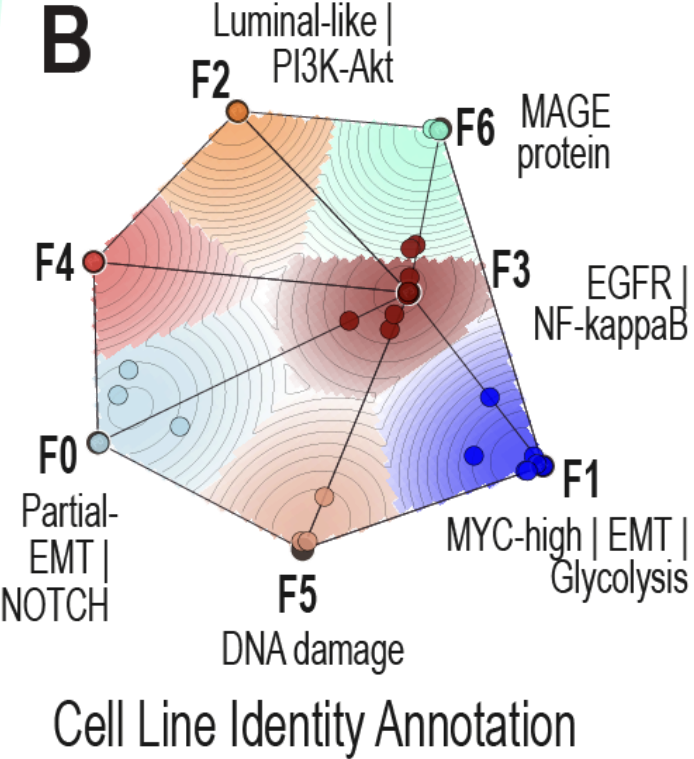 B
Luminal-like |
PI3K-Akt
F2
F6
MAGE
protein
F4
F3
EGFR |
NF-kappaB
F0
Partial-
EMT |
NOTCH
F1
MYC-high | EMT |
Glycolysis
F5
DNA damage
Cell Line Identity Annotation